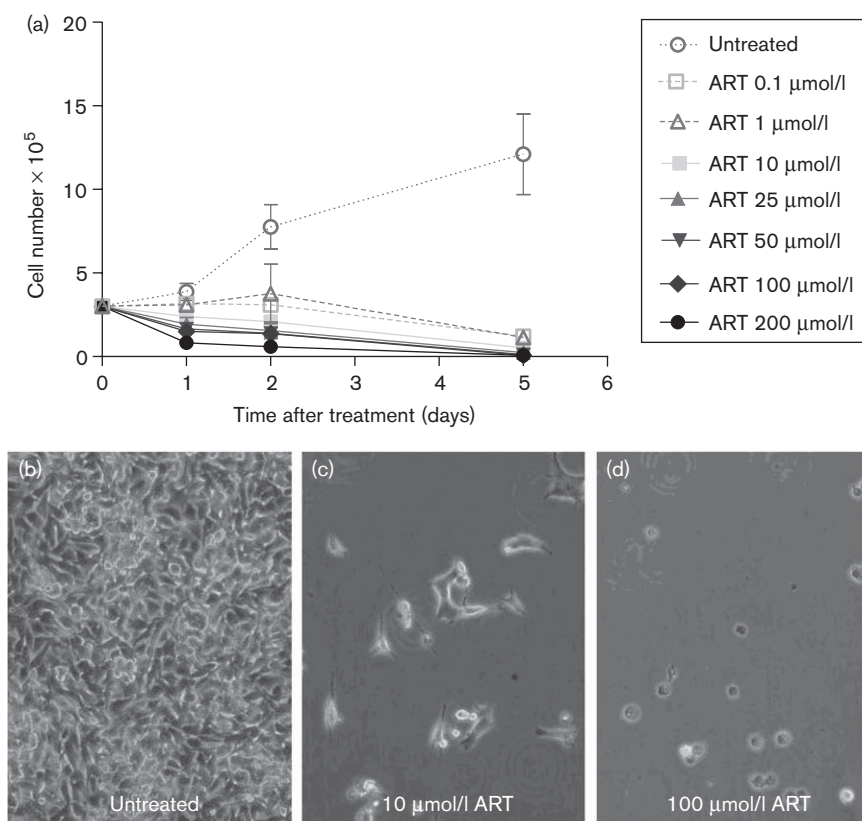 (a)
20
15
10
5
0
Cell number × 10⁵
0 1 2 3 4 5 6
Time after treatment (days)
Untreated
ART 0.1 μmol/l
ART 1 μmol/l
ART 10 μmol/l
ART 25 μmol/l
ART 50 μmol/l
ART 100 μmol/l
ART 200 μmol/l
(b)
Untreated
(c)
10 μmol/l ART
(d)
100 μmol/l ART